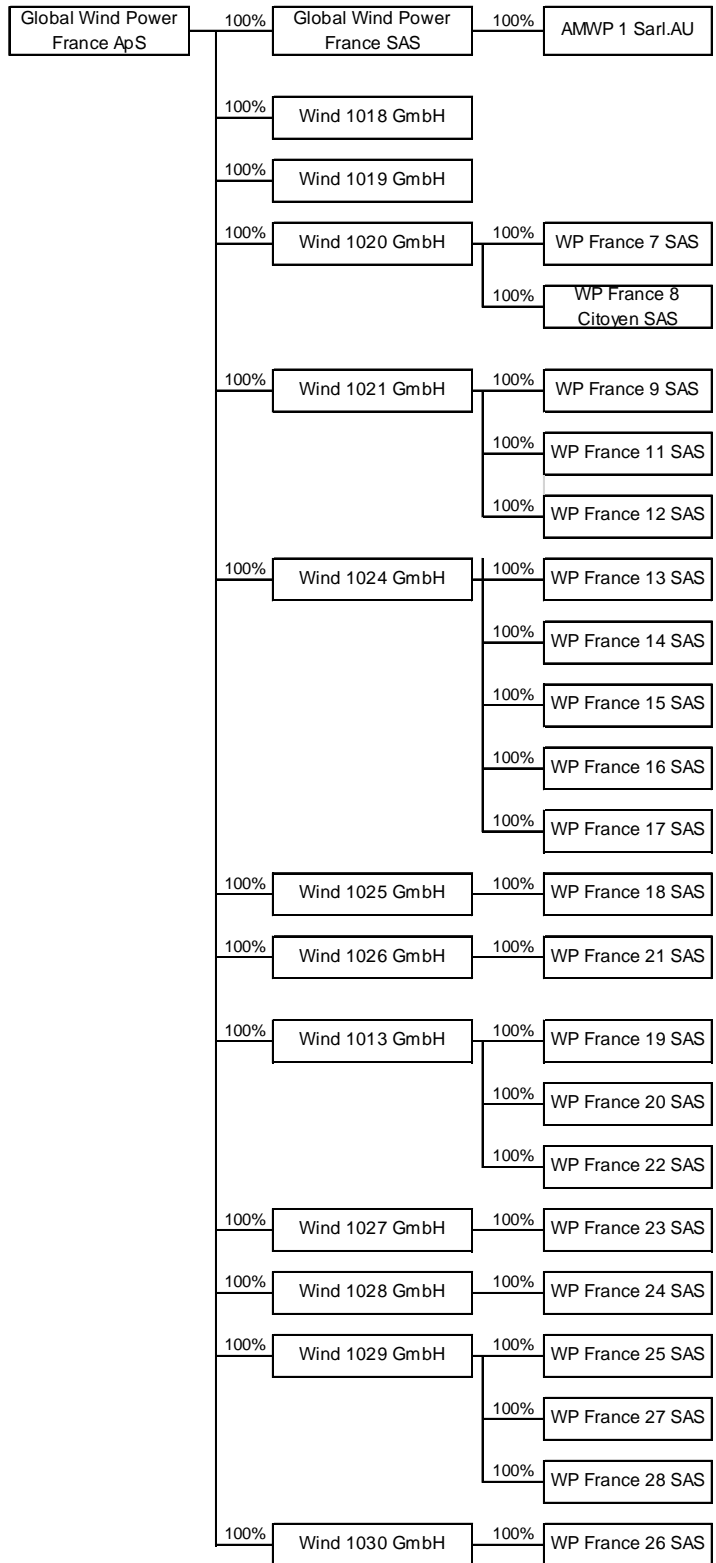 Global Wind Power
France ApS
100%
Global Wind Power
France SAS
100%
AMWP 1 Sarl.AU
100%
Wind 1018 GmbH
100%
Wind 1019 GmbH
100%
Wind 1020 GmbH
100%
WP France 7 SAS
100%
WP France 8
Citoyen SAS
100%
Wind 1021 GmbH
100%
WP France 9 SAS
100%
WP France 11 SAS
100%
WP France 12 SAS
100%
Wind 1024 GmbH
100%
WP France 13 SAS
100%
WP France 14 SAS
100%
WP France 15 SAS
100%
WP France 16 SAS
100%
WP France 17 SAS
100%
Wind 1025 GmbH
100%
WP France 18 SAS
100%
Wind 1026 GmbH
100%
WP France 21 SAS
100%
Wind 1013 GmbH
100%
WP France 19 SAS
100%
WP France 20 SAS
100%
WP France 22 SAS
100%
Wind 1027 GmbH
100%
WP France 23 SAS
100%
Wind 1028 GmbH
100%
WP France 24 SAS
100%
Wind 1029 GmbH
100%
WP France 25 SAS
100%
WP France 27 SAS
100%
WP France 28 SAS
100%
Wind 1030 GmbH
100%
WP France 26 SAS